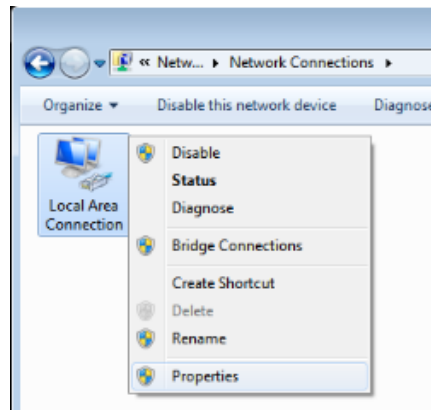 « Netw... ▸ Network Connections ▸
Organize ▾ Disable this network device Diagnose
Local Area
Connection
Disable
Status
Diagnose
Bridge Connections
Create Shortcut
Delete
Rename
Properties